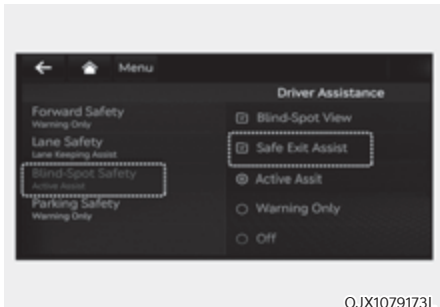 Menu
Driver Assistance
Forward Safety
Warning Only
Lane Safety
Lane Keeping Assist
Blind-Spot Safety
Active Assist
Parking Safety
Warning Only
Blind-Spot View
Safe Exit Assist
Active Assit
Warning Only
Off
OJX1079173L